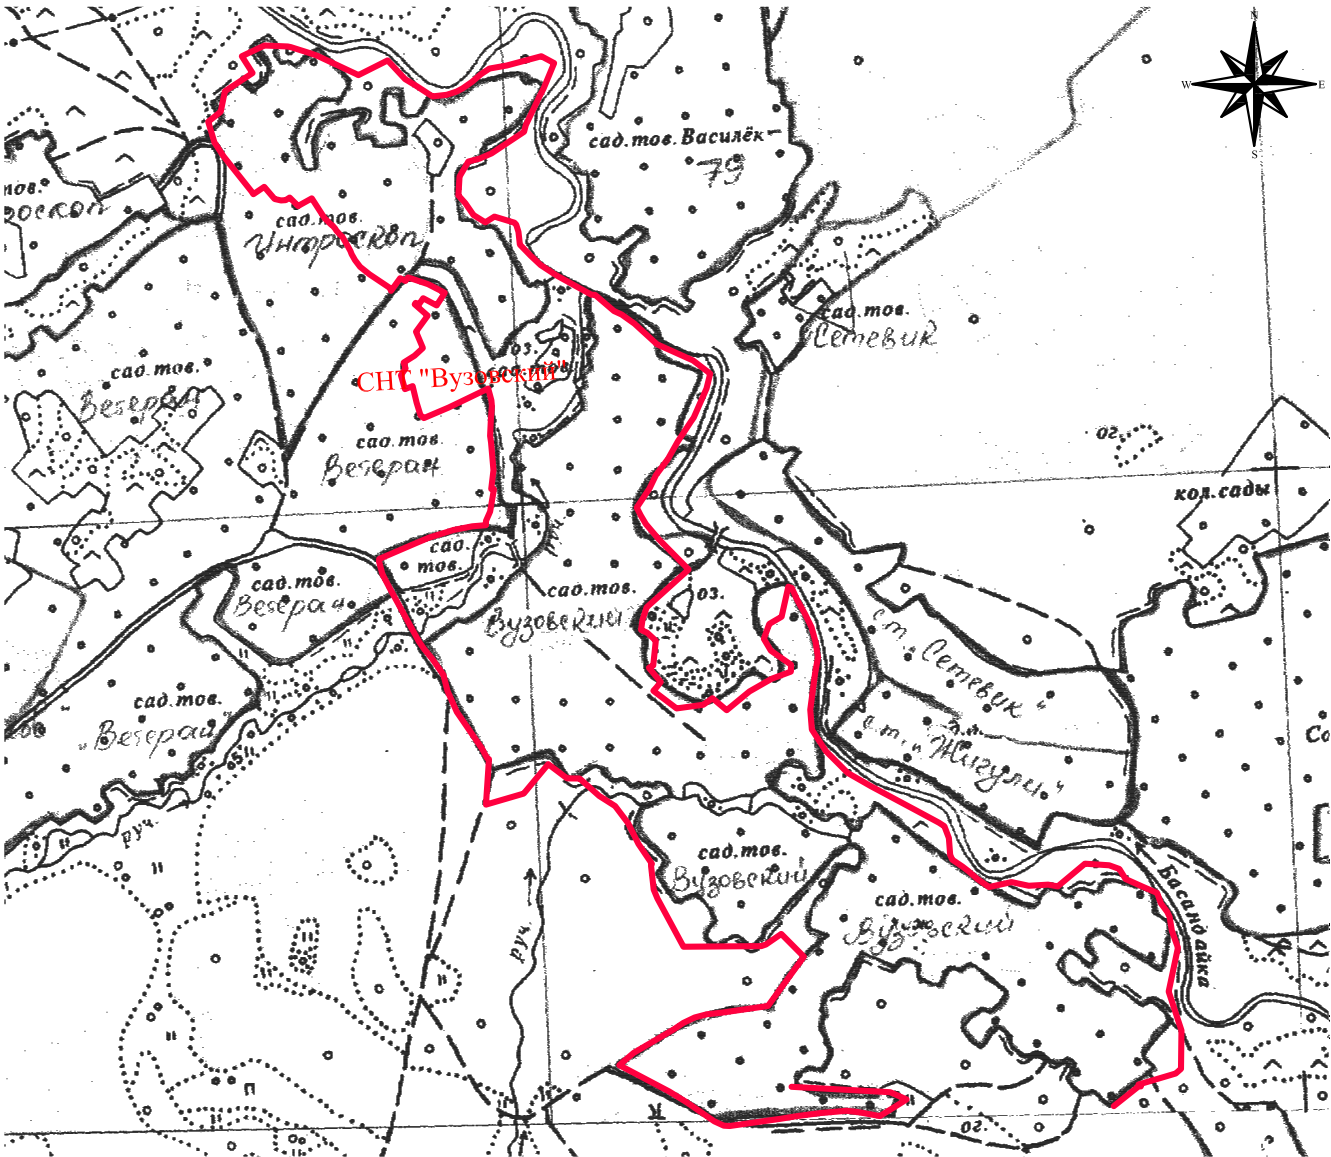 N
W
E
S
сад.тов. Василёк
79
тов.
сад.тов.
Интроскоп
сад.тов.
Сетевик
оз.
сад.тов.
Ветеран
СНТ "Вузовский"
сад.тов.
Ветеран
ог.
кол.сады
сад.
тов.
сад.тов.
Ветеран
сад.тов.
Вузовский
оз.
с.т. „Сетевик“
сад.тов.
„Ветеран“
с.т. „Жигули“
руч.
сад.тов.
Вузовский
сад.тов.
Вузовский
Басандайка
руч.
П
ог.